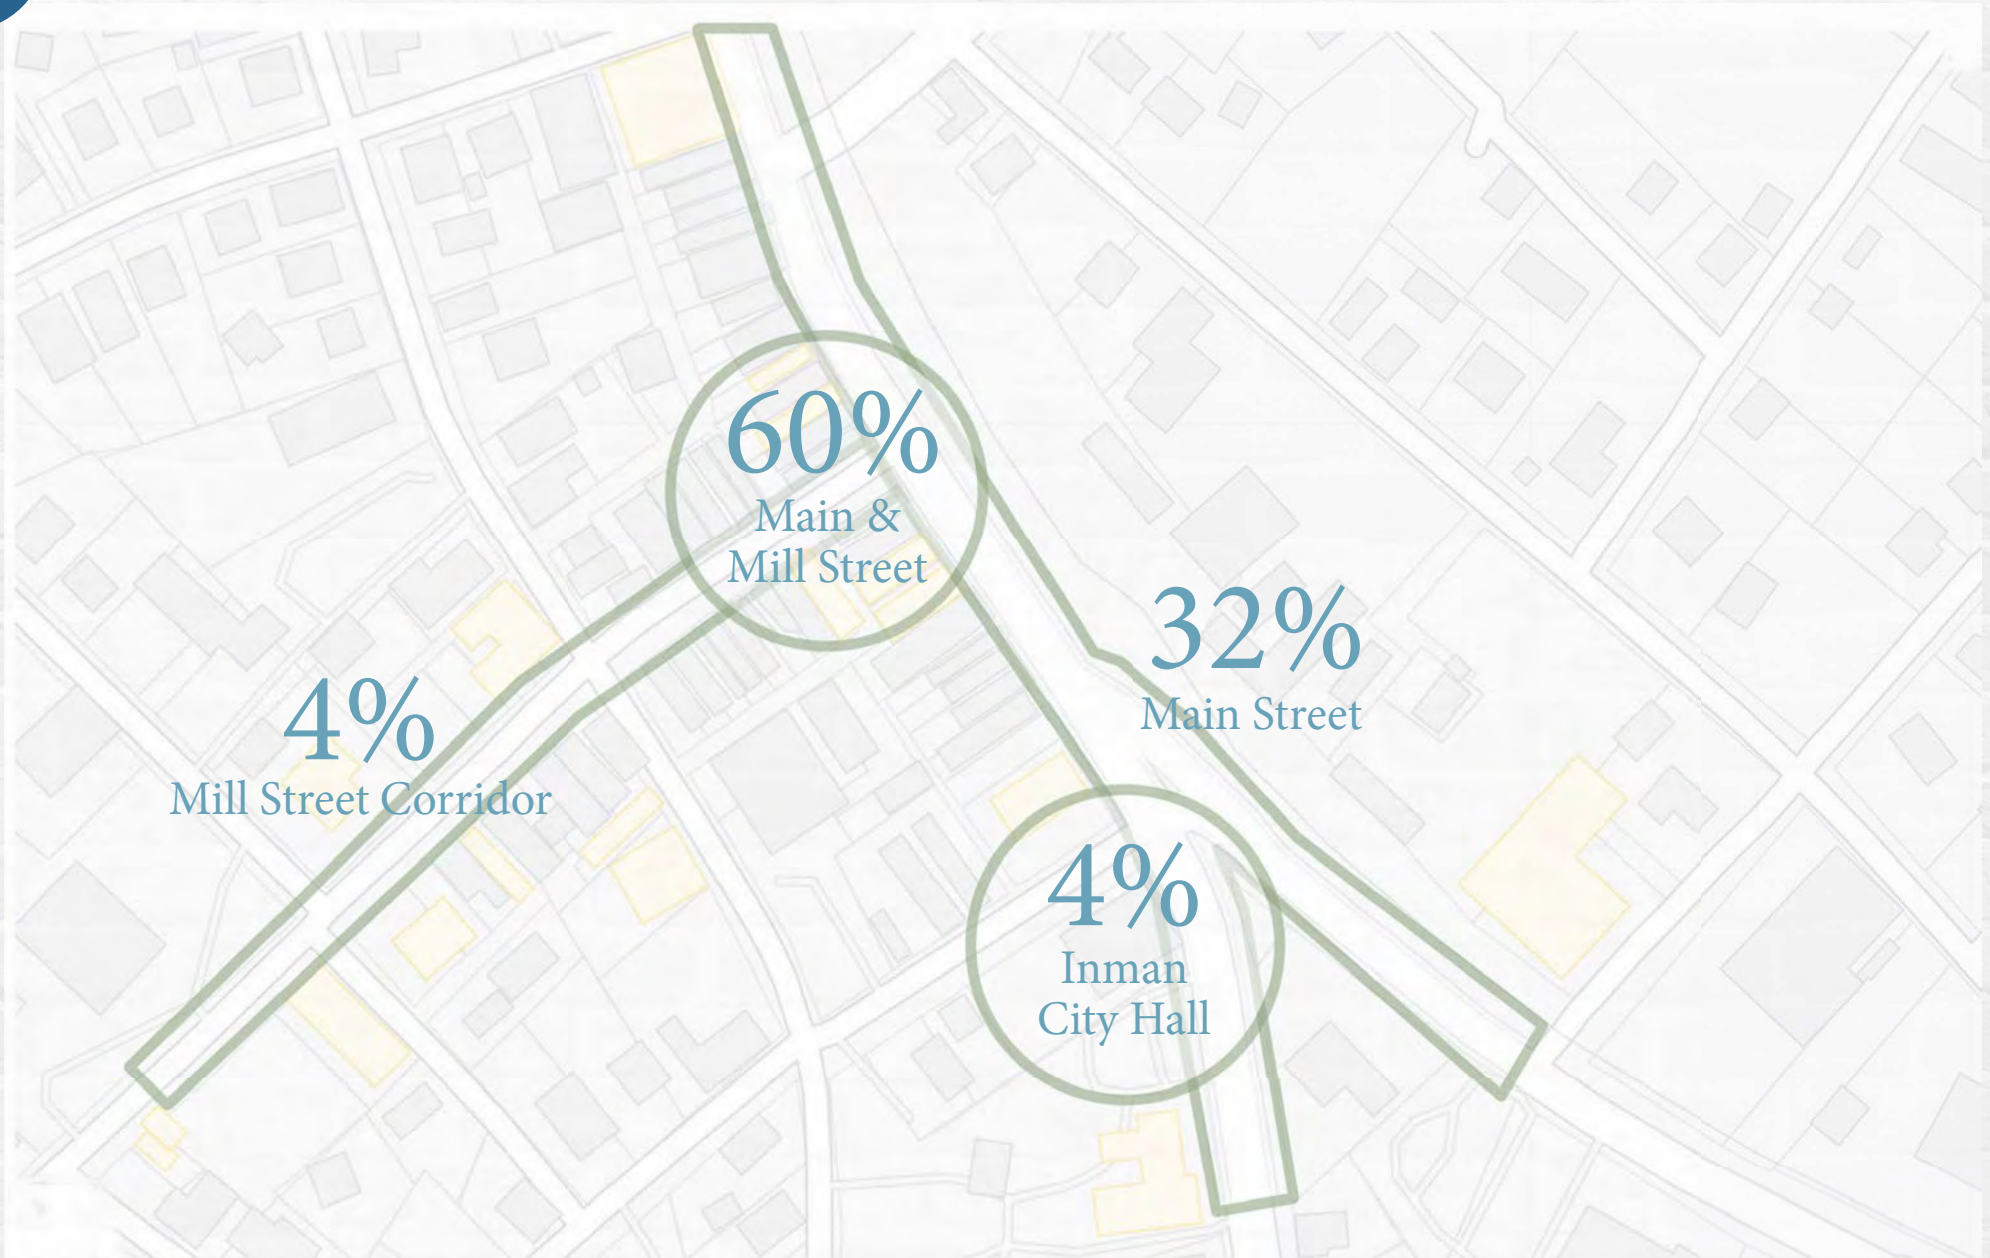 60%
Main &
Mill Street
32%
Main Street
4%
Mill Street Corridor
4%
Inman
City Hall